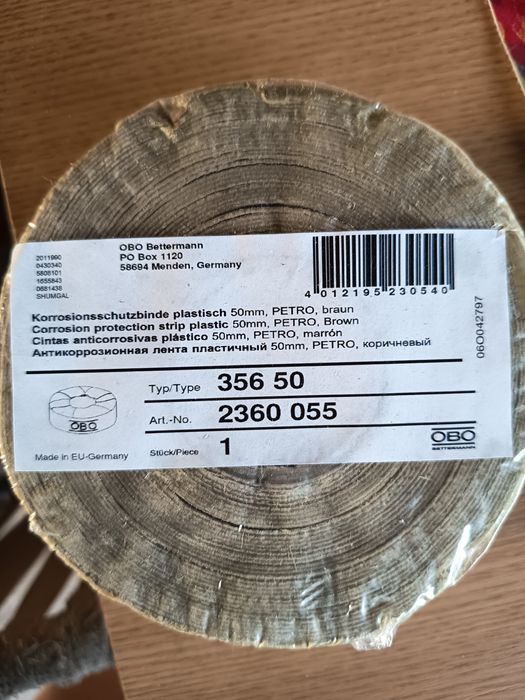 OBO Bettermann
PO Box 1120
58694 Menden, Germany
2011990
0430340
5808101
1655843
0681438
SHUMGAL
4 012195 230540
Korrosionsschutzbinde plastisch 50mm, PETRO, braun
Corrosion protection strip plastic 50mm, PETRO, Brown
Cintas anticorrosivas plástico 50mm, PETRO, marrón
Антикоррозионная лента пластичный 50mm, PETRO, коричневый
06O042797
Typ/Type 356 50
Art.-No. 2360 055
Stück/Piece 1
OBO
Made in EU-Germany
OBO
BETTERMANN